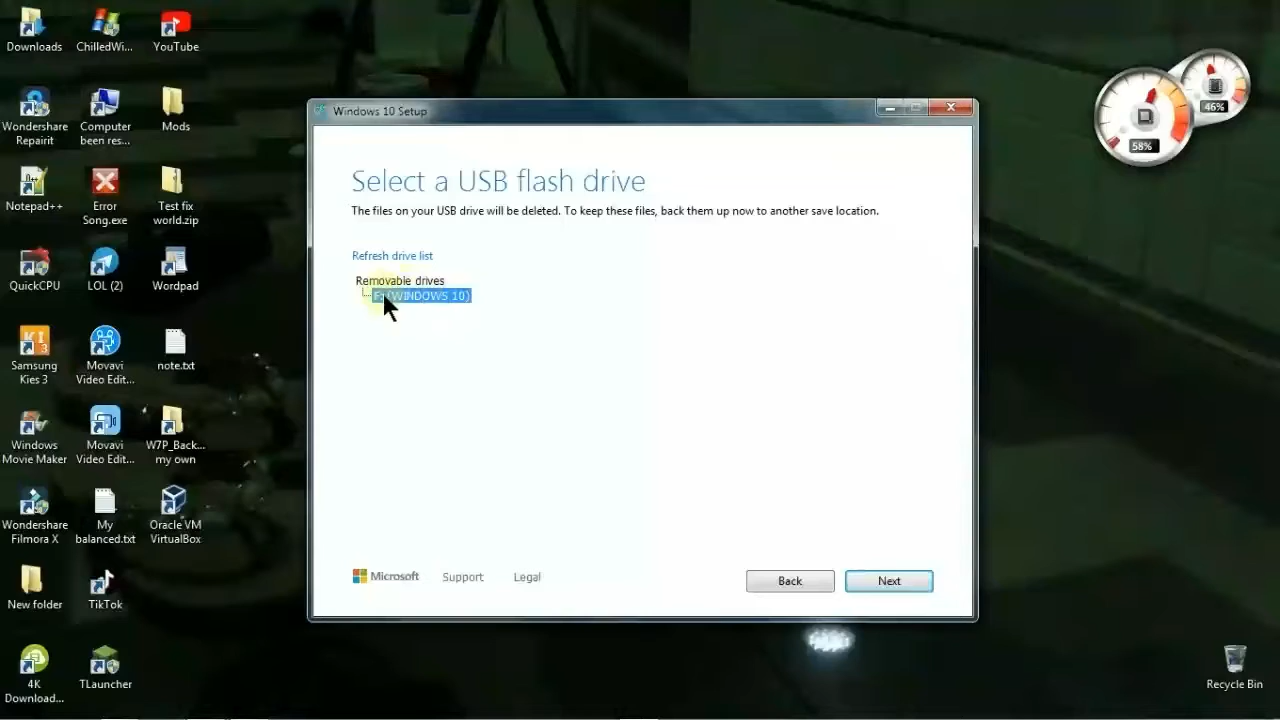 Downloads
ChilledWi...
YouTube
Wondershare
Repairit
Computer
been res...
Mods
Notepad++
Error
Song.exe
Test fix
world.zip
QuickCPU
LOL (2)
Wordpad
Samsung
Kies 3
Movavi
Video Edit...
note.txt
Windows
Movie Maker
Movavi
Video Edit...
W7P_Back...
my own
Wondershare
Filmora X
My
balanced.txt
Oracle VM
VirtualBox
New folder
TikTok
4K
Downloa...
TLauncher
Windows 10 Setup
Select a USB flash drive
The files on your USB drive will be deleted. To keep these files, back them up now to another save location.
Refresh drive list
Removable drives
(WINDOWS 10)
Microsoft
Support
Legal
Back
Next
46%
58%
Recycle Bin